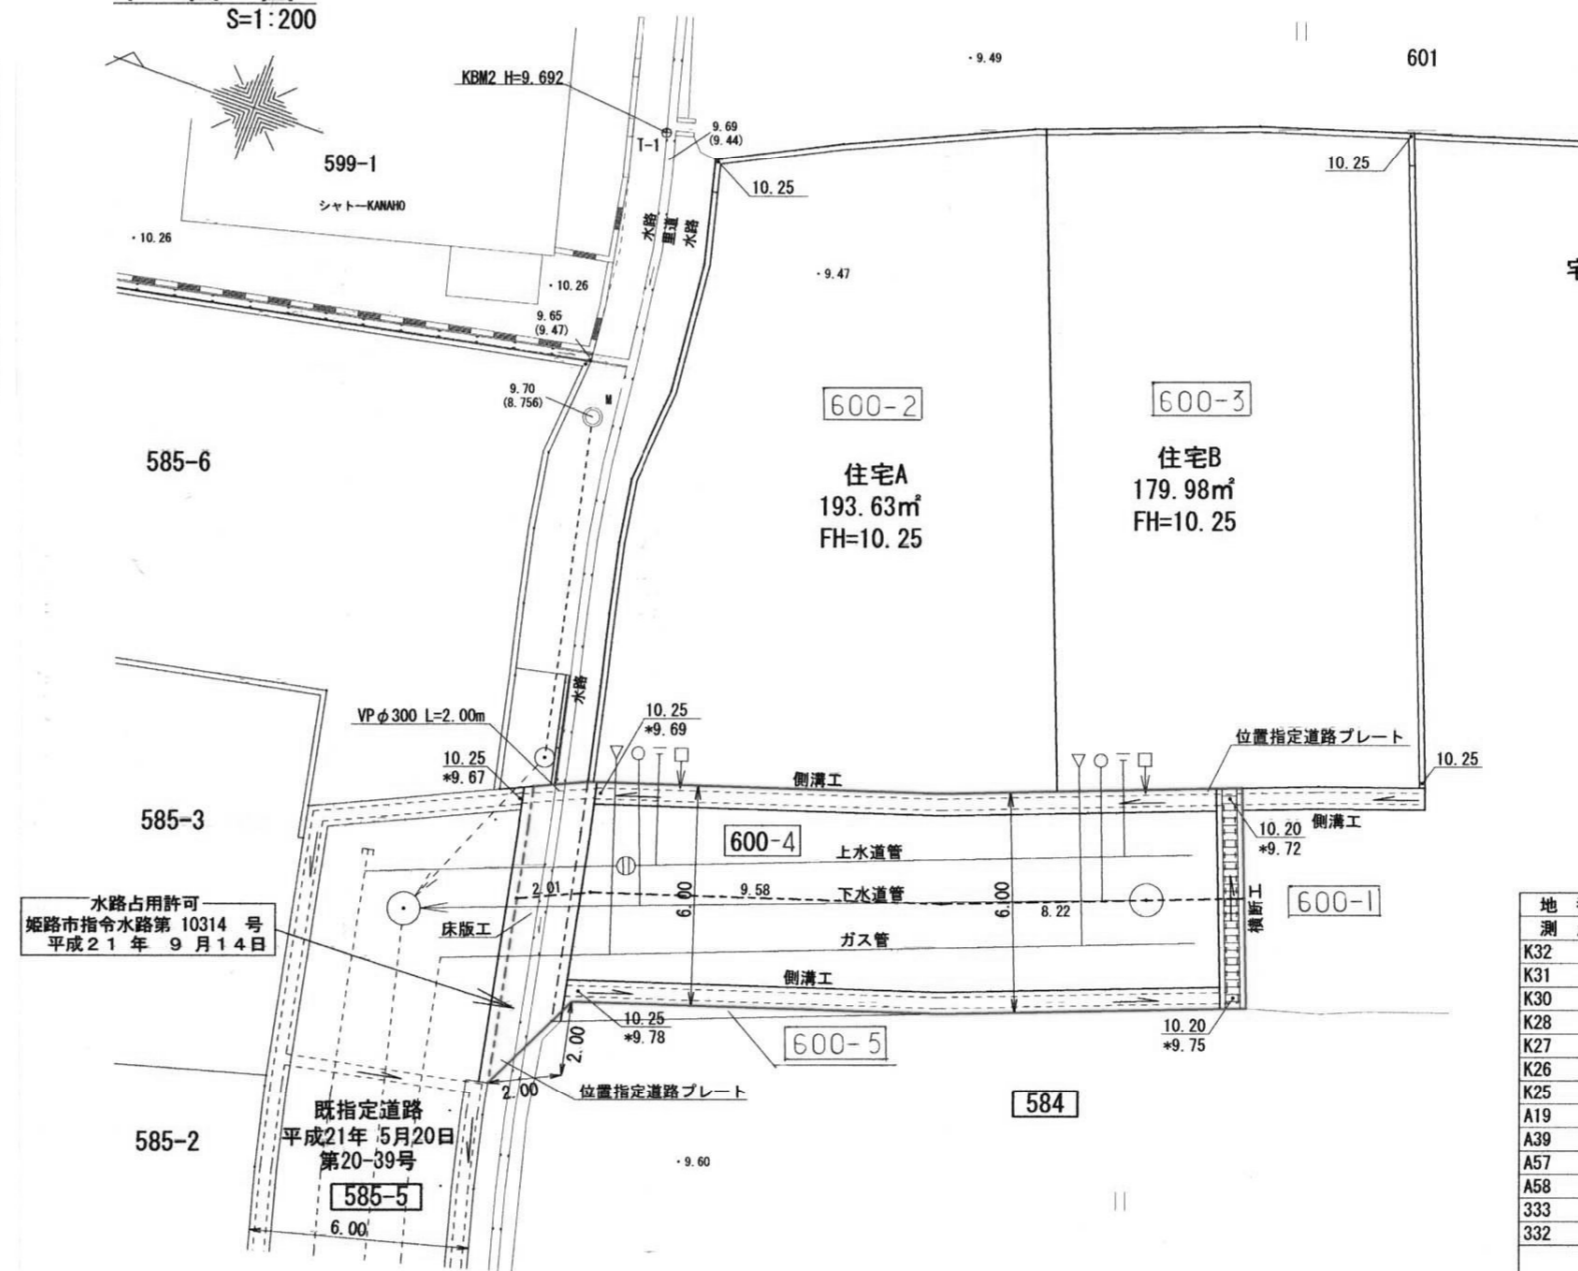 S=1:200
KBM2 H=9.692
・9.49
601
T-1
9.69
(9.44)
599-1
シャトーKANAHO
10.25
10.25
水路
里道
水路
・10.26
・10.26
・9.47
宅
9.65
(9.47)
9.70
(8.756)
M
600-2
600-3
585-6
住宅A
193.63㎡
FH=10.25
住宅B
179.98㎡
FH=10.25
水路
VPφ300 L=2.00m
10.25
*9.69
位置指定道路プレート
10.25
*9.67
側溝工
10.25
585-3
600-4
10.20
*9.72
側溝工
上水道管
水路占用許可
姫路市指令水路第 10314 号
平成21 年 9 月14日
2.01
6.00
9.58
下水道管
6.00
8.22
横断工
600-1
床版工
ガス管
側溝工
地
測
K32
K31
K30
K28
K27
K26
K25
A19
A39
A57
A58
333
332
10.25
*9.78
2.00
600-5
10.20
*9.75
2.00
位置指定道路プレート
584
既指定道路
平成21年 5月20日
第20-39号
585-2
・9.60
585-5
6.00